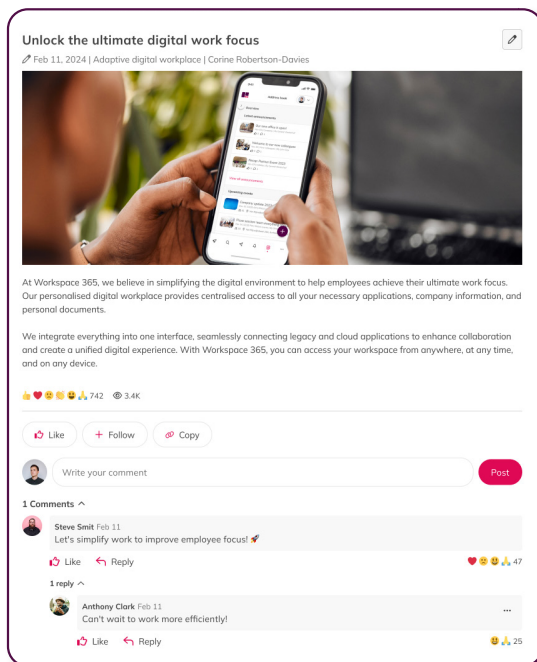 Unlock the ultimate digital work focus
Feb 11, 2024 | Adaptive digital workplace | Corine Robertson-Davies
At Workspace 365, we believe in simplifying the digital environment to help employees achieve their ultimate work focus.
Our personalised digital workplace provides centralised access to all your necessary applications, company information, and
personal documents.
We integrate everything into one interface, seamlessly connecting legacy and cloud applications to enhance collaboration
and create a unified digital experience. With Workspace 365, you can access your workspace from anywhere, at any time,
and on any device.
742 3.4K
Like + Follow Copy
Write your comment Post
1 Comments
Steve Smit Feb 11
Let's simplify work to improve employee focus! 🚀
Like Reply 47
1 reply
Anthony Clark Feb 11
Can't wait to work more efficiently!
Like Reply 25